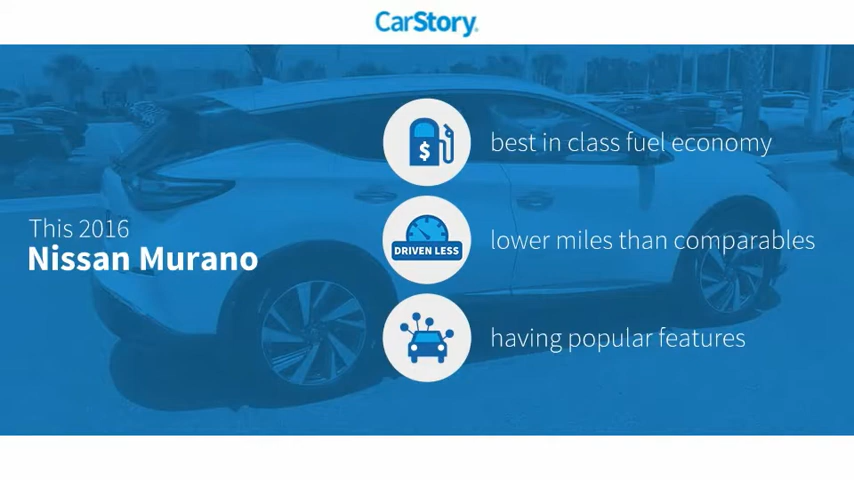 CarStory
This 2016
Nissan Murano
$
best in class fuel economy
DRIVEN LESS
lower miles than comparables
having popular features